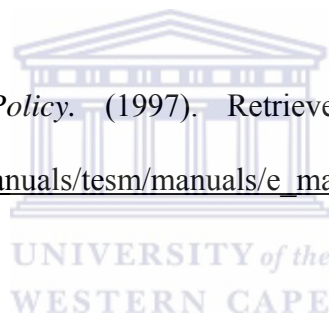 Policy. (1997). Retrieve
anuals/tesm/manuals/e_ma
UNIVERSITY of the
WESTERN CAPE